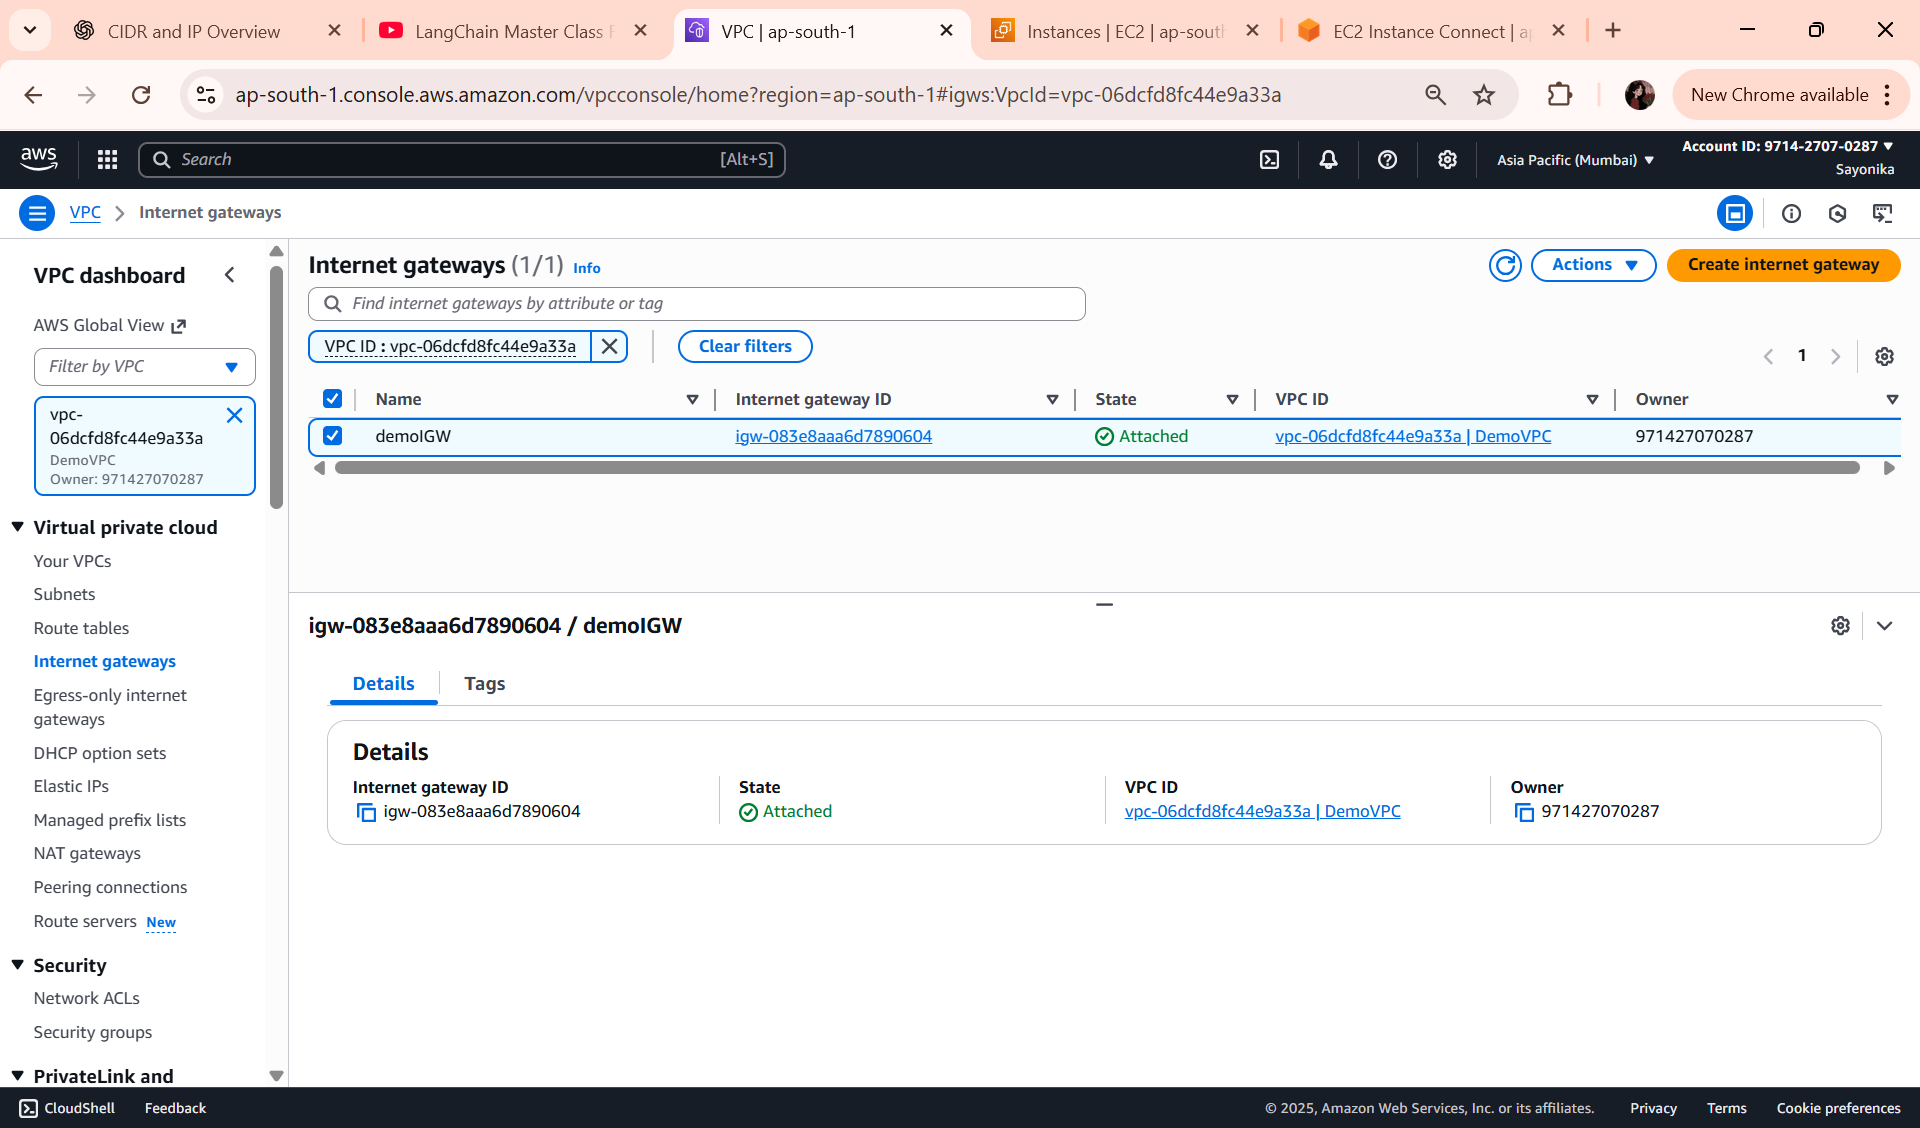 CIDR and IP Overview
LangChain Master Class
VPC | ap-south-1
Instances | EC2 | ap-sout
EC2 Instance Connect | a
ap-south-1.console.aws.amazon.com/vpcconsole/home?region=ap-south-1#igws:VpcId=vpc-06dcfd8fc44e9a33a
New Chrome available
aws
Search
[Alt+S]
Asia Pacific (Mumbai)
Account ID: 9714-2707-0287
Sayonika
VPC
Internet gateways
VPC dashboard
AWS Global View
Filter by VPC
vpc-
06dcfd8fc44e9a33a
DemoVPC
Owner: 971427070287
Virtual private cloud
Your VPCs
Subnets
Route tables
Internet gateways
Egress-only internet
gateways
DHCP option sets
Elastic IPs
Managed prefix lists
NAT gateways
Peering connections
Route servers New
Security
Network ACLs
Security groups
PrivateLink and
Internet gateways (1/1) Info
Actions
Create internet gateway
Find internet gateways by attribute or tag
VPC ID : vpc-06dcfd8fc44e9a33a
Clear filters
1
Name Internet gateway ID State VPC ID Owner
demoIGW igw-083e8aaa6d7890604 Attached vpc-06dcfd8fc44e9a33a | DemoVPC 971427070287
igw-083e8aaa6d7890604 / demoIGW
Details Tags
Details
Internet gateway ID
igw-083e8aaa6d7890604
State
Attached
VPC ID
vpc-06dcfd8fc44e9a33a | DemoVPC
Owner
971427070287
CloudShell Feedback © 2025, Amazon Web Services, Inc. or its affiliates. Privacy Terms Cookie preferences